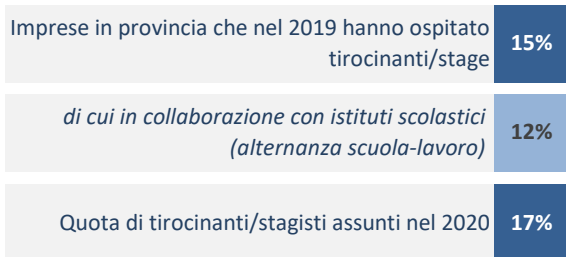 Imprese in provincia che nel 2019 hanno ospitato
tirocinanti/stage
15%
di cui in collaborazione con istituti scolastici
(alternanza scuola-lavoro)
12%
Quota di tirocinanti/stagisti assunti nel 2020 17%